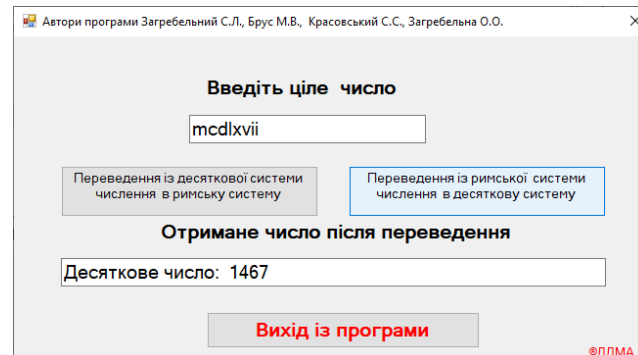 Автори програми Загребельний С.Л., Брус М.В., Красовський С.С., Загребельна О.О.
Введіть ціле число
mcdlxvii
Переведення із десяткової системи
числення в римську систему
Переведення із римської системи
числення в десяткову систему
Отримане число після переведення
Десяткове число: 1467
Вихід із програми